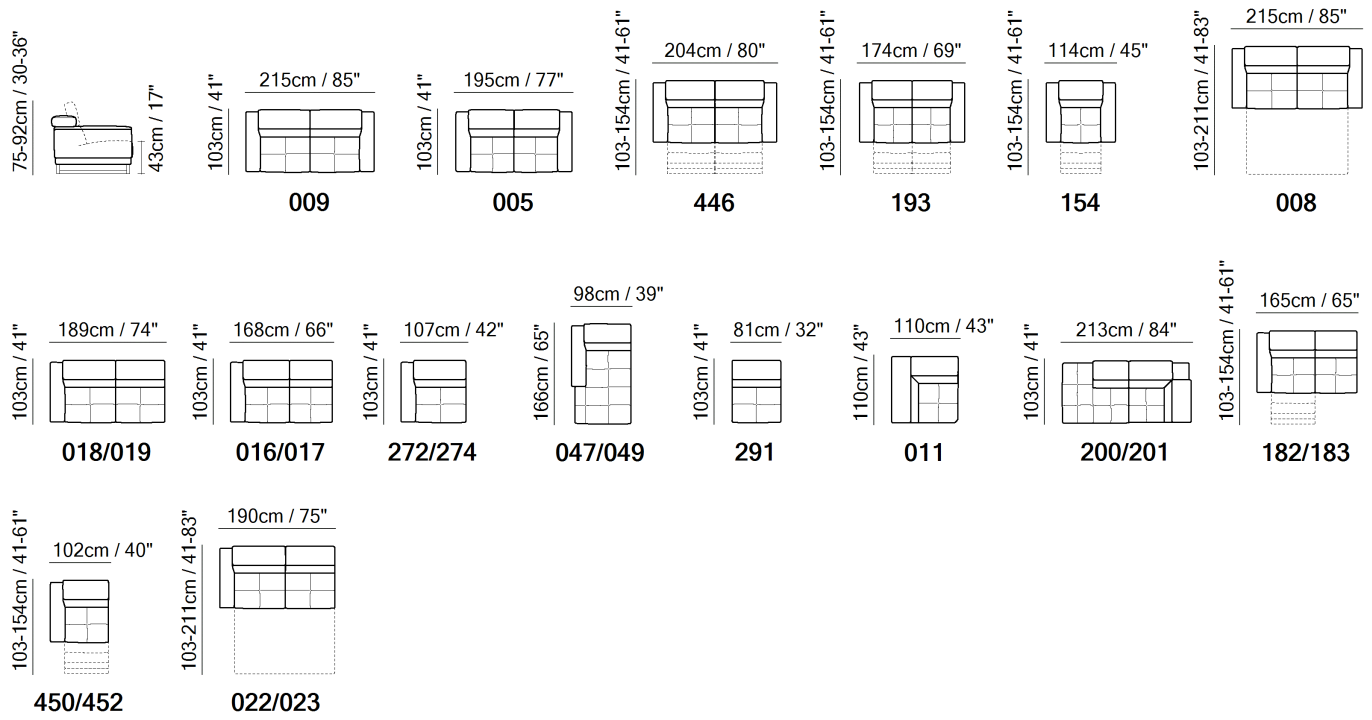 75-92cm / 30-36"
43cm / 17"
103cm / 41"
215cm / 85"
009
103cm / 41"
195cm / 77"
005
103-154cm / 41-61"
204cm / 80"
446
103-154cm / 41-61"
174cm / 69"
193
103-154cm / 41-61"
114cm / 45"
154
103-211cm / 41-83"
215cm / 85"
008
103cm / 41"
189cm / 74"
018/019
103cm / 41"
168cm / 66"
016/017
103cm / 41"
107cm / 42"
272/274
166cm / 65"
98cm / 39"
047/049
103cm / 41"
81cm / 32"
291
110cm / 43"
110cm / 43"
011
103cm / 41"
213cm / 84"
200/201
103-154cm / 41-61"
165cm / 65"
182/183
103-154cm / 41-61"
102cm / 40"
450/452
103-211cm / 41-83"
190cm / 75"
022/023